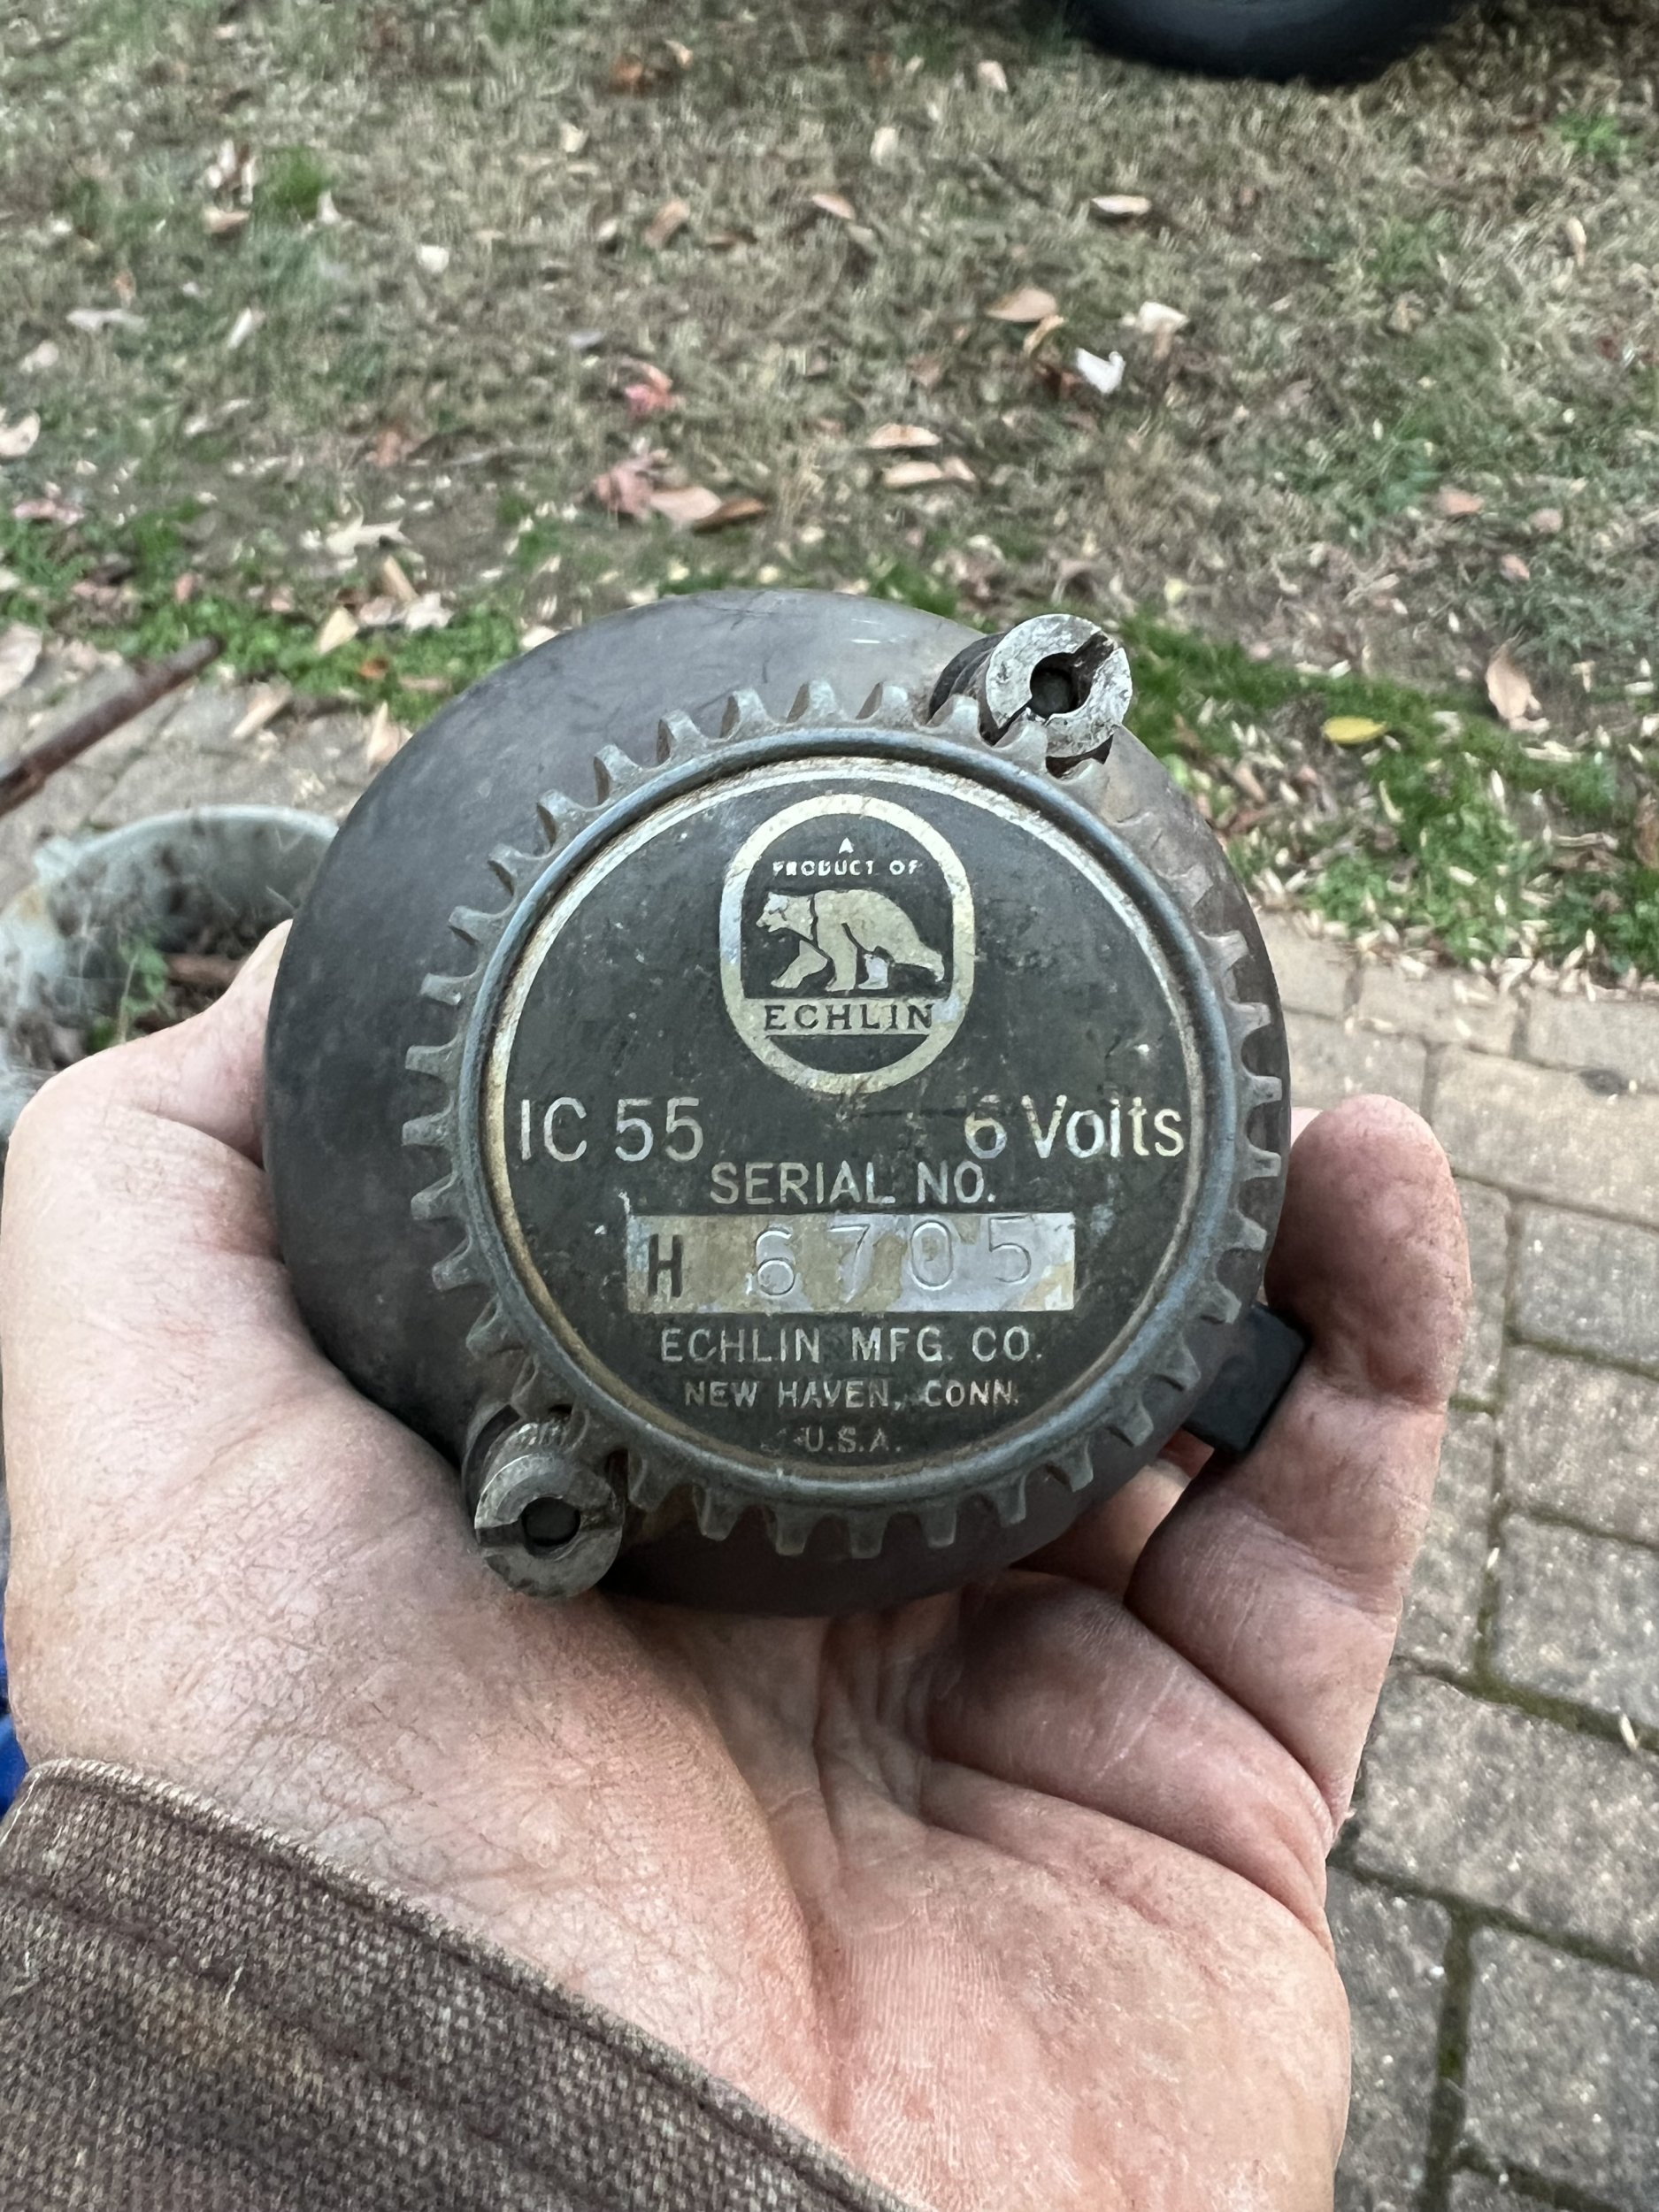 A
PRODUCT OF
ECHLIN
IC 55 6 Volts
SERIAL NO.
H 6705
ECHLIN MFG. CO.
NEW HAVEN, CONN.
U.S.A.